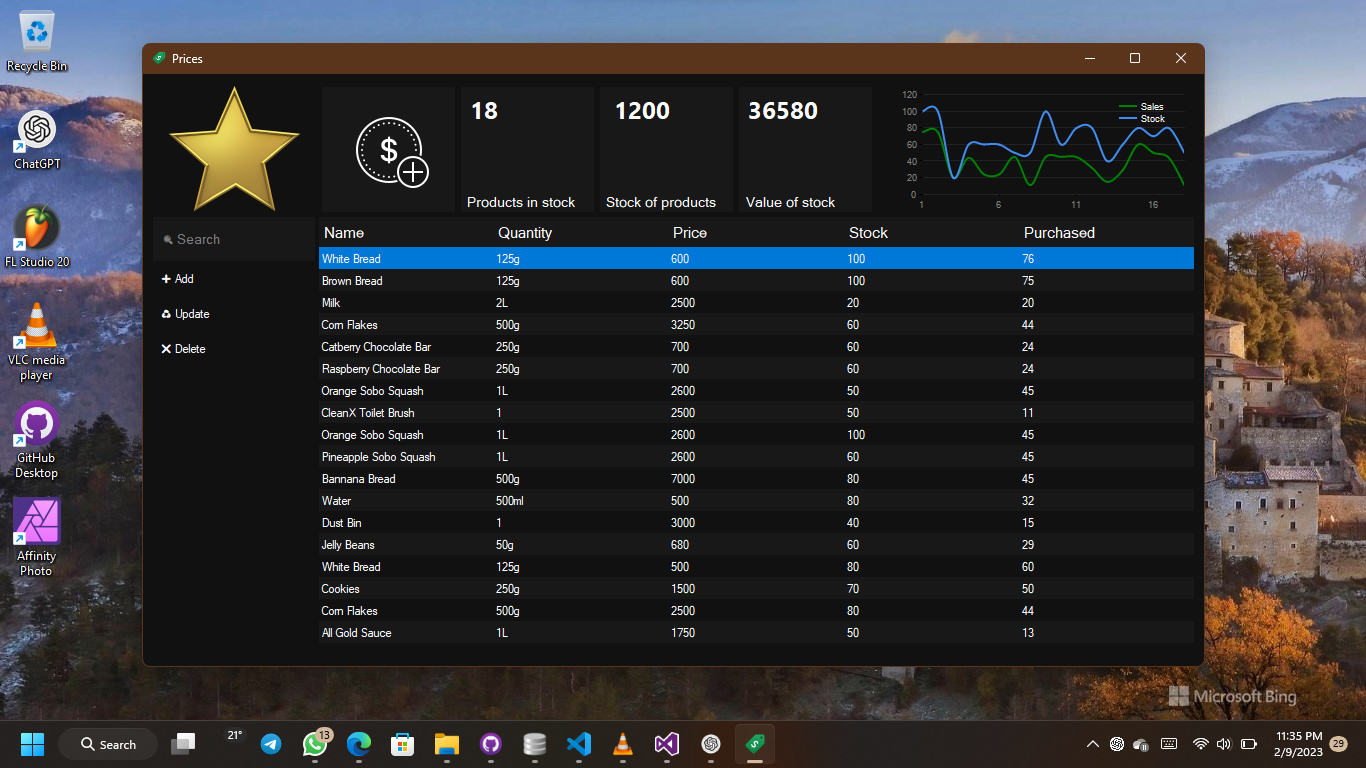 Recycle Bin
ChatGPT
FL Studio 20
VLC media
player
GitHub
Desktop
Affinity
Photo
Prices
$
18
Products in stock
1200
Stock of products
36580
Value of stock
120
100
80
60
40
20
0
1
6
11
16
Sales
Stock
Search
Add
Update
Delete
Name Quantity Price Stock Purchased
White Bread 125g 600 100 76
Brown Bread 125g 600 100 75
Milk 2L 2500 20 20
Corn Flakes 500g 3250 60 44
Catberry Chocolate Bar 250g 700 60 24
Raspberry Chocolate Bar 250g 700 60 24
Orange Sobo Squash 1L 2600 50 45
CleanX Toilet Brush 1 2500 50 11
Orange Sobo Squash 1L 2600 100 45
Pineapple Sobo Squash 1L 2600 60 45
Bannana Bread 500g 7000 80 45
Water 500ml 500 80 32
Dust Bin 1 3000 40 15
Jelly Beans 50g 680 60 29
White Bread 125g 500 80 60
Cookies 250g 1500 70 50
Corn Flakes 500g 2500 80 44
All Gold Sauce 1L 1750 50 13
Microsoft Bing
Search
21°
13
11:35 PM
2/9/2023
29